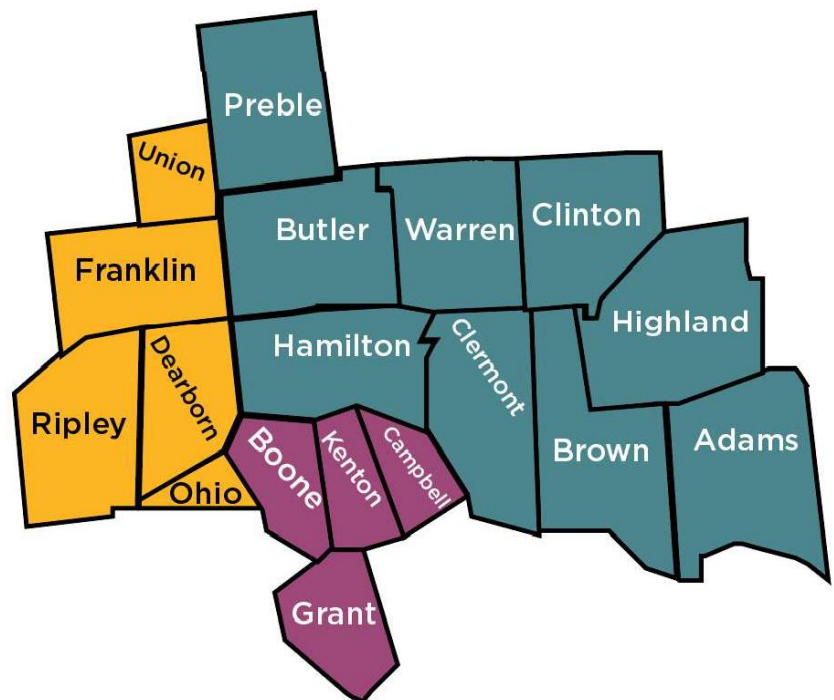 Preble
Union
Butler
Warren
Clinton
Franklin
Hamilton
Clermont
Highland
Ripley
Dearborn
Boone
Kenton
Campbell
Brown
Adams
Ohio
Grant